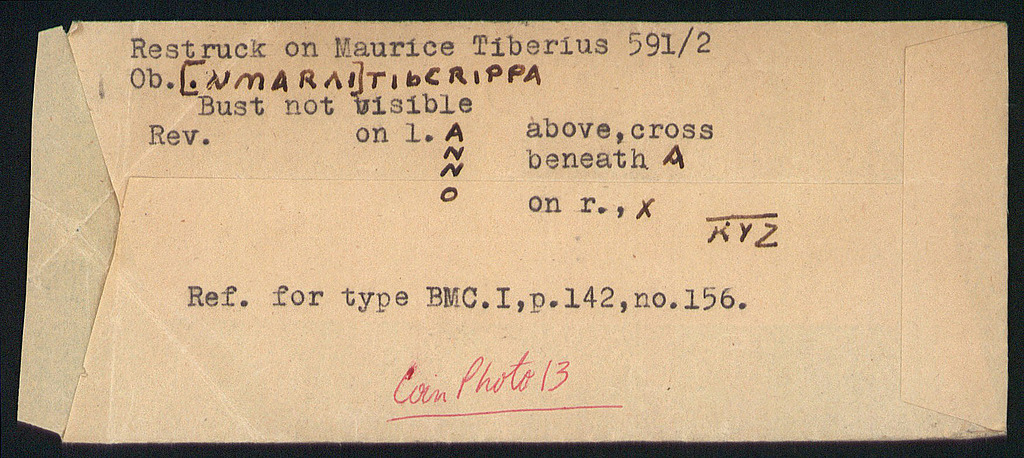 Restruck on Maurice Tiberius 591/2
Ob. [.NMARAI]TIbCRIPPA
Bust not visible
Rev. on l. A above, cross
N beneath A
N
O on r., X
KYZ
Ref. for type BMC.I,p.142,no.156.
Coin Photo 13